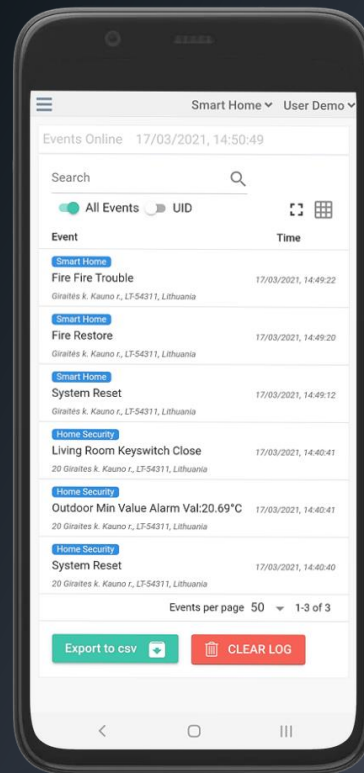 Smart Home User Demo
Events Online 17/03/2021, 14:50:49
Search
All Events UID
Event Time
Smart Home
Fire Fire Trouble 17/03/2021, 14:49:22
Giraitės k. Kauno r., LT-54311, Lithuania
Smart Home
Fire Restore 17/03/2021, 14:49:20
Giraitės k. Kauno r., LT-54311, Lithuania
Smart Home
System Reset 17/03/2021, 14:49:12
Giraitės k. Kauno r., LT-54311, Lithuania
Home Security
Living Room Keyswitch Close 17/03/2021, 14:40:41
20 Giraites k. Kauno r., LT-54311, Lithuania
Home Security
Outdoor Min Value Alarm Val:20.69°C 17/03/2021, 14:40:41
20 Giraites k. Kauno r., LT-54311, Lithuania
Home Security
System Reset 17/03/2021, 14:40:40
20 Giraites k. Kauno r., LT-54311, Lithuania
Events per page 50 1-3 of 3
Export to csv CLEAR LOG